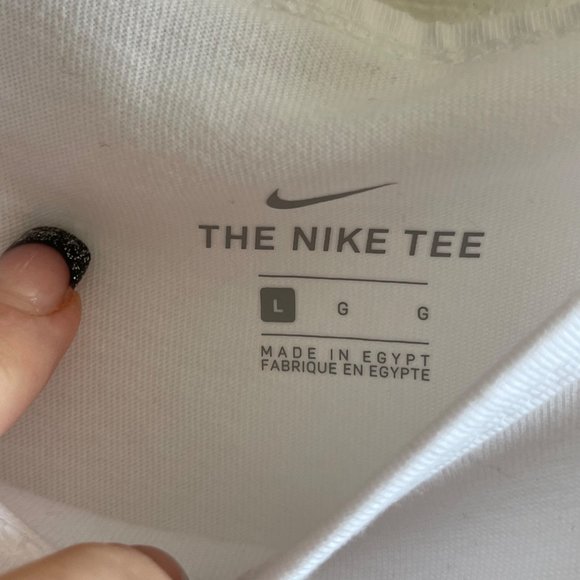 THE NIKE TEE
L G G
MADE IN EGYPT
FABRIQUE EN EGYPTE